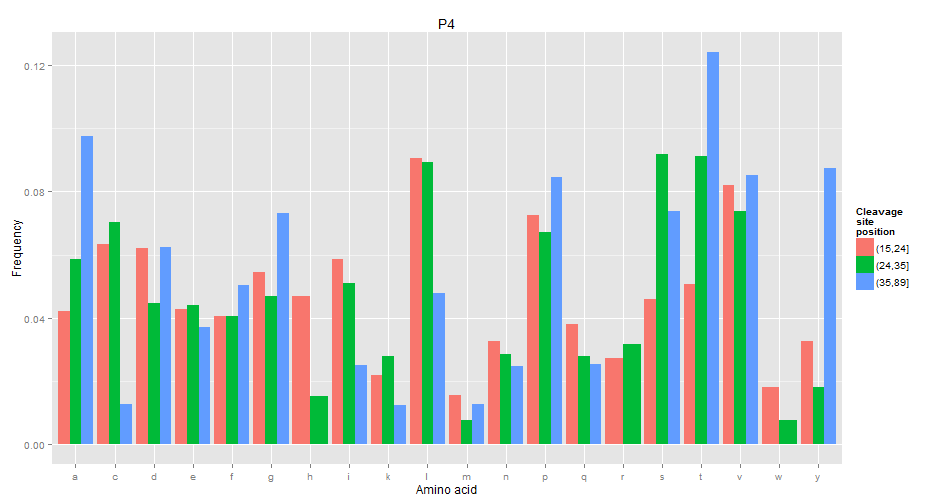 P4
0.12
0.08
0.04
0.00
Frequency
a c d e f g h i k l m n p q r s t v w y
Amino acid
Cleavage
site
position
(15,24]
(24,35]
(35,89]